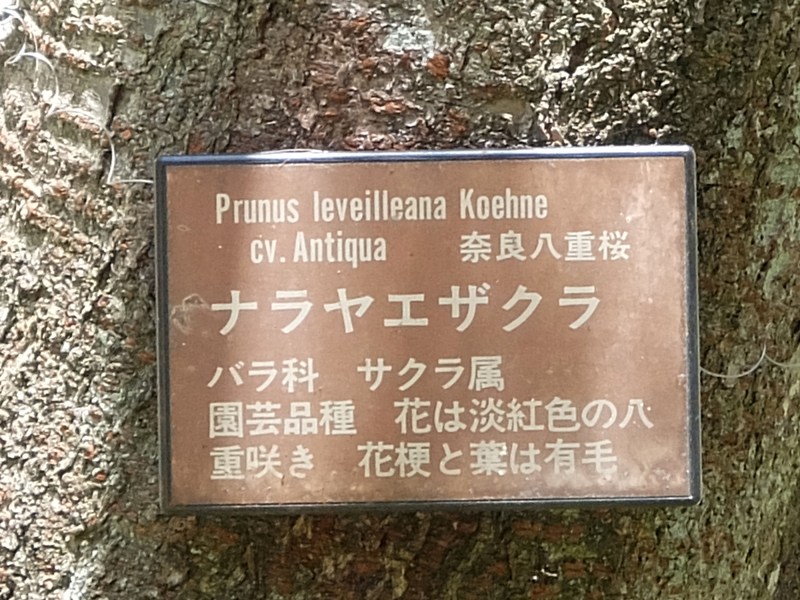 Prunus leveilleana Koehne
cv. Antiqua 奈良八重桜
ナラヤエザクラ
バラ科 サクラ属
園芸品種 花は淡紅色の八
重咲き 花梗と葉は有毛